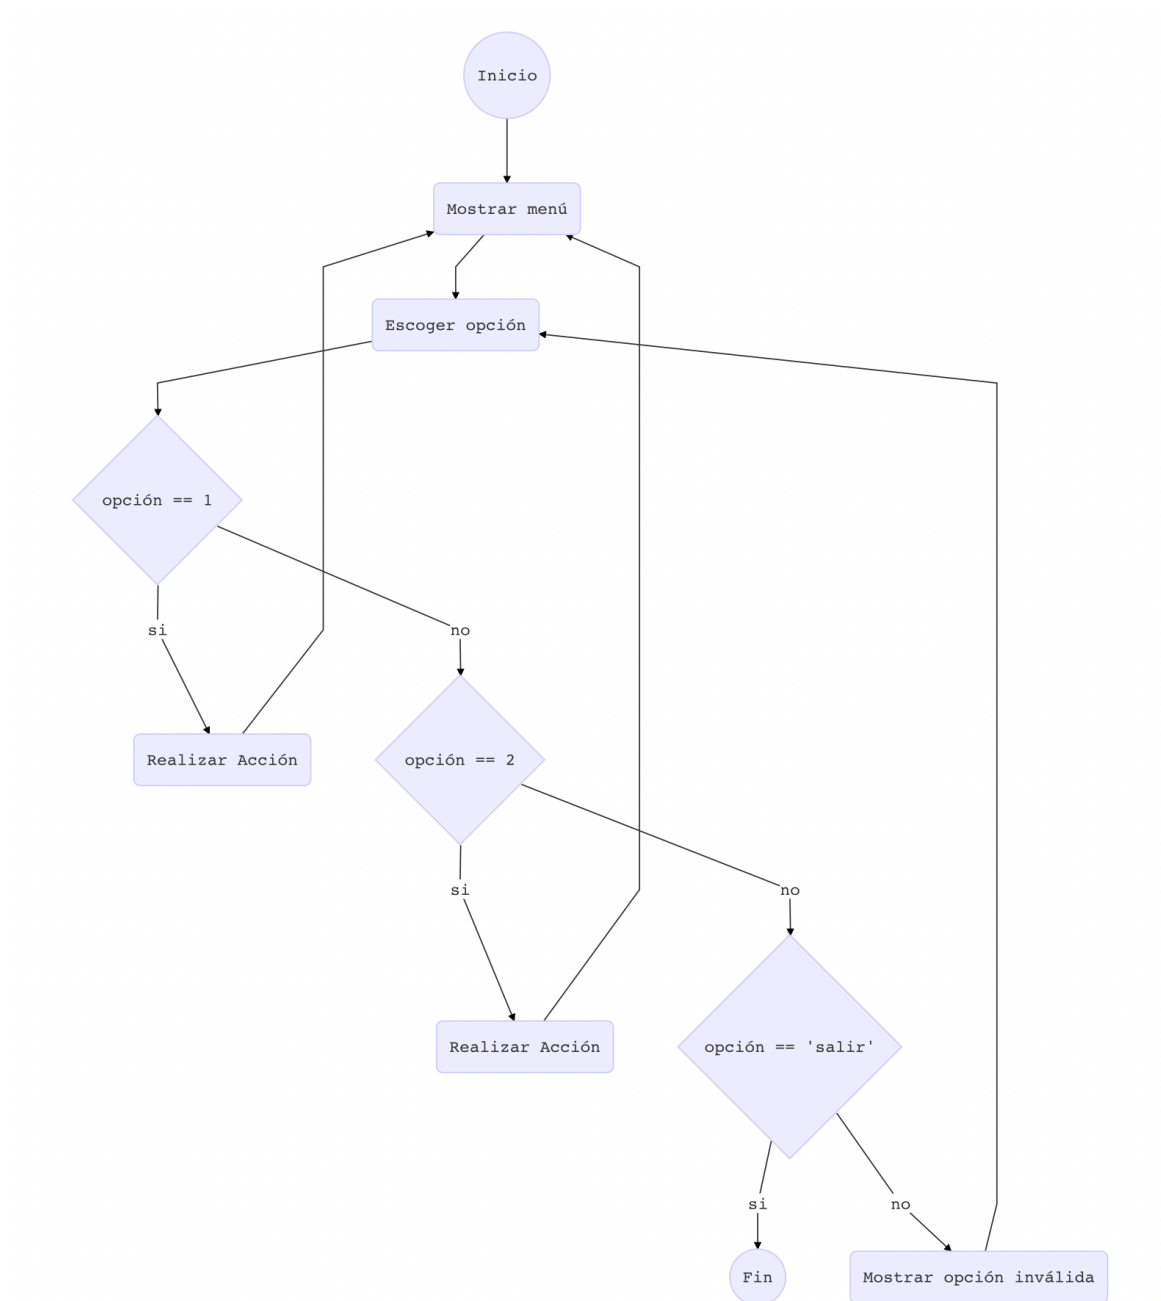 Inicio
Mostrar menú
Escoger opción
opción == 1
si
no
Realizar Acción
opción == 2
si
no
Realizar Acción
opción == 'salir'
si
no
Fin
Mostrar opción inválida